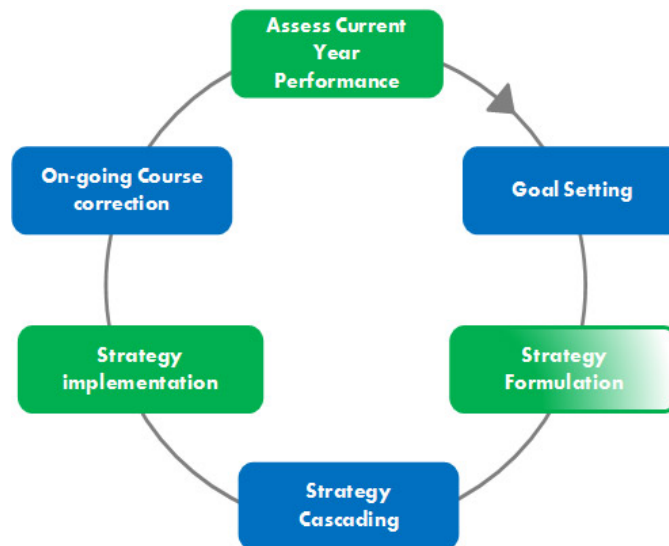 Assess Current
Year
Performance
Goal Setting
Strategy
Formulation
Strategy
Cascading
Strategy
implementation
On-going Course
correction